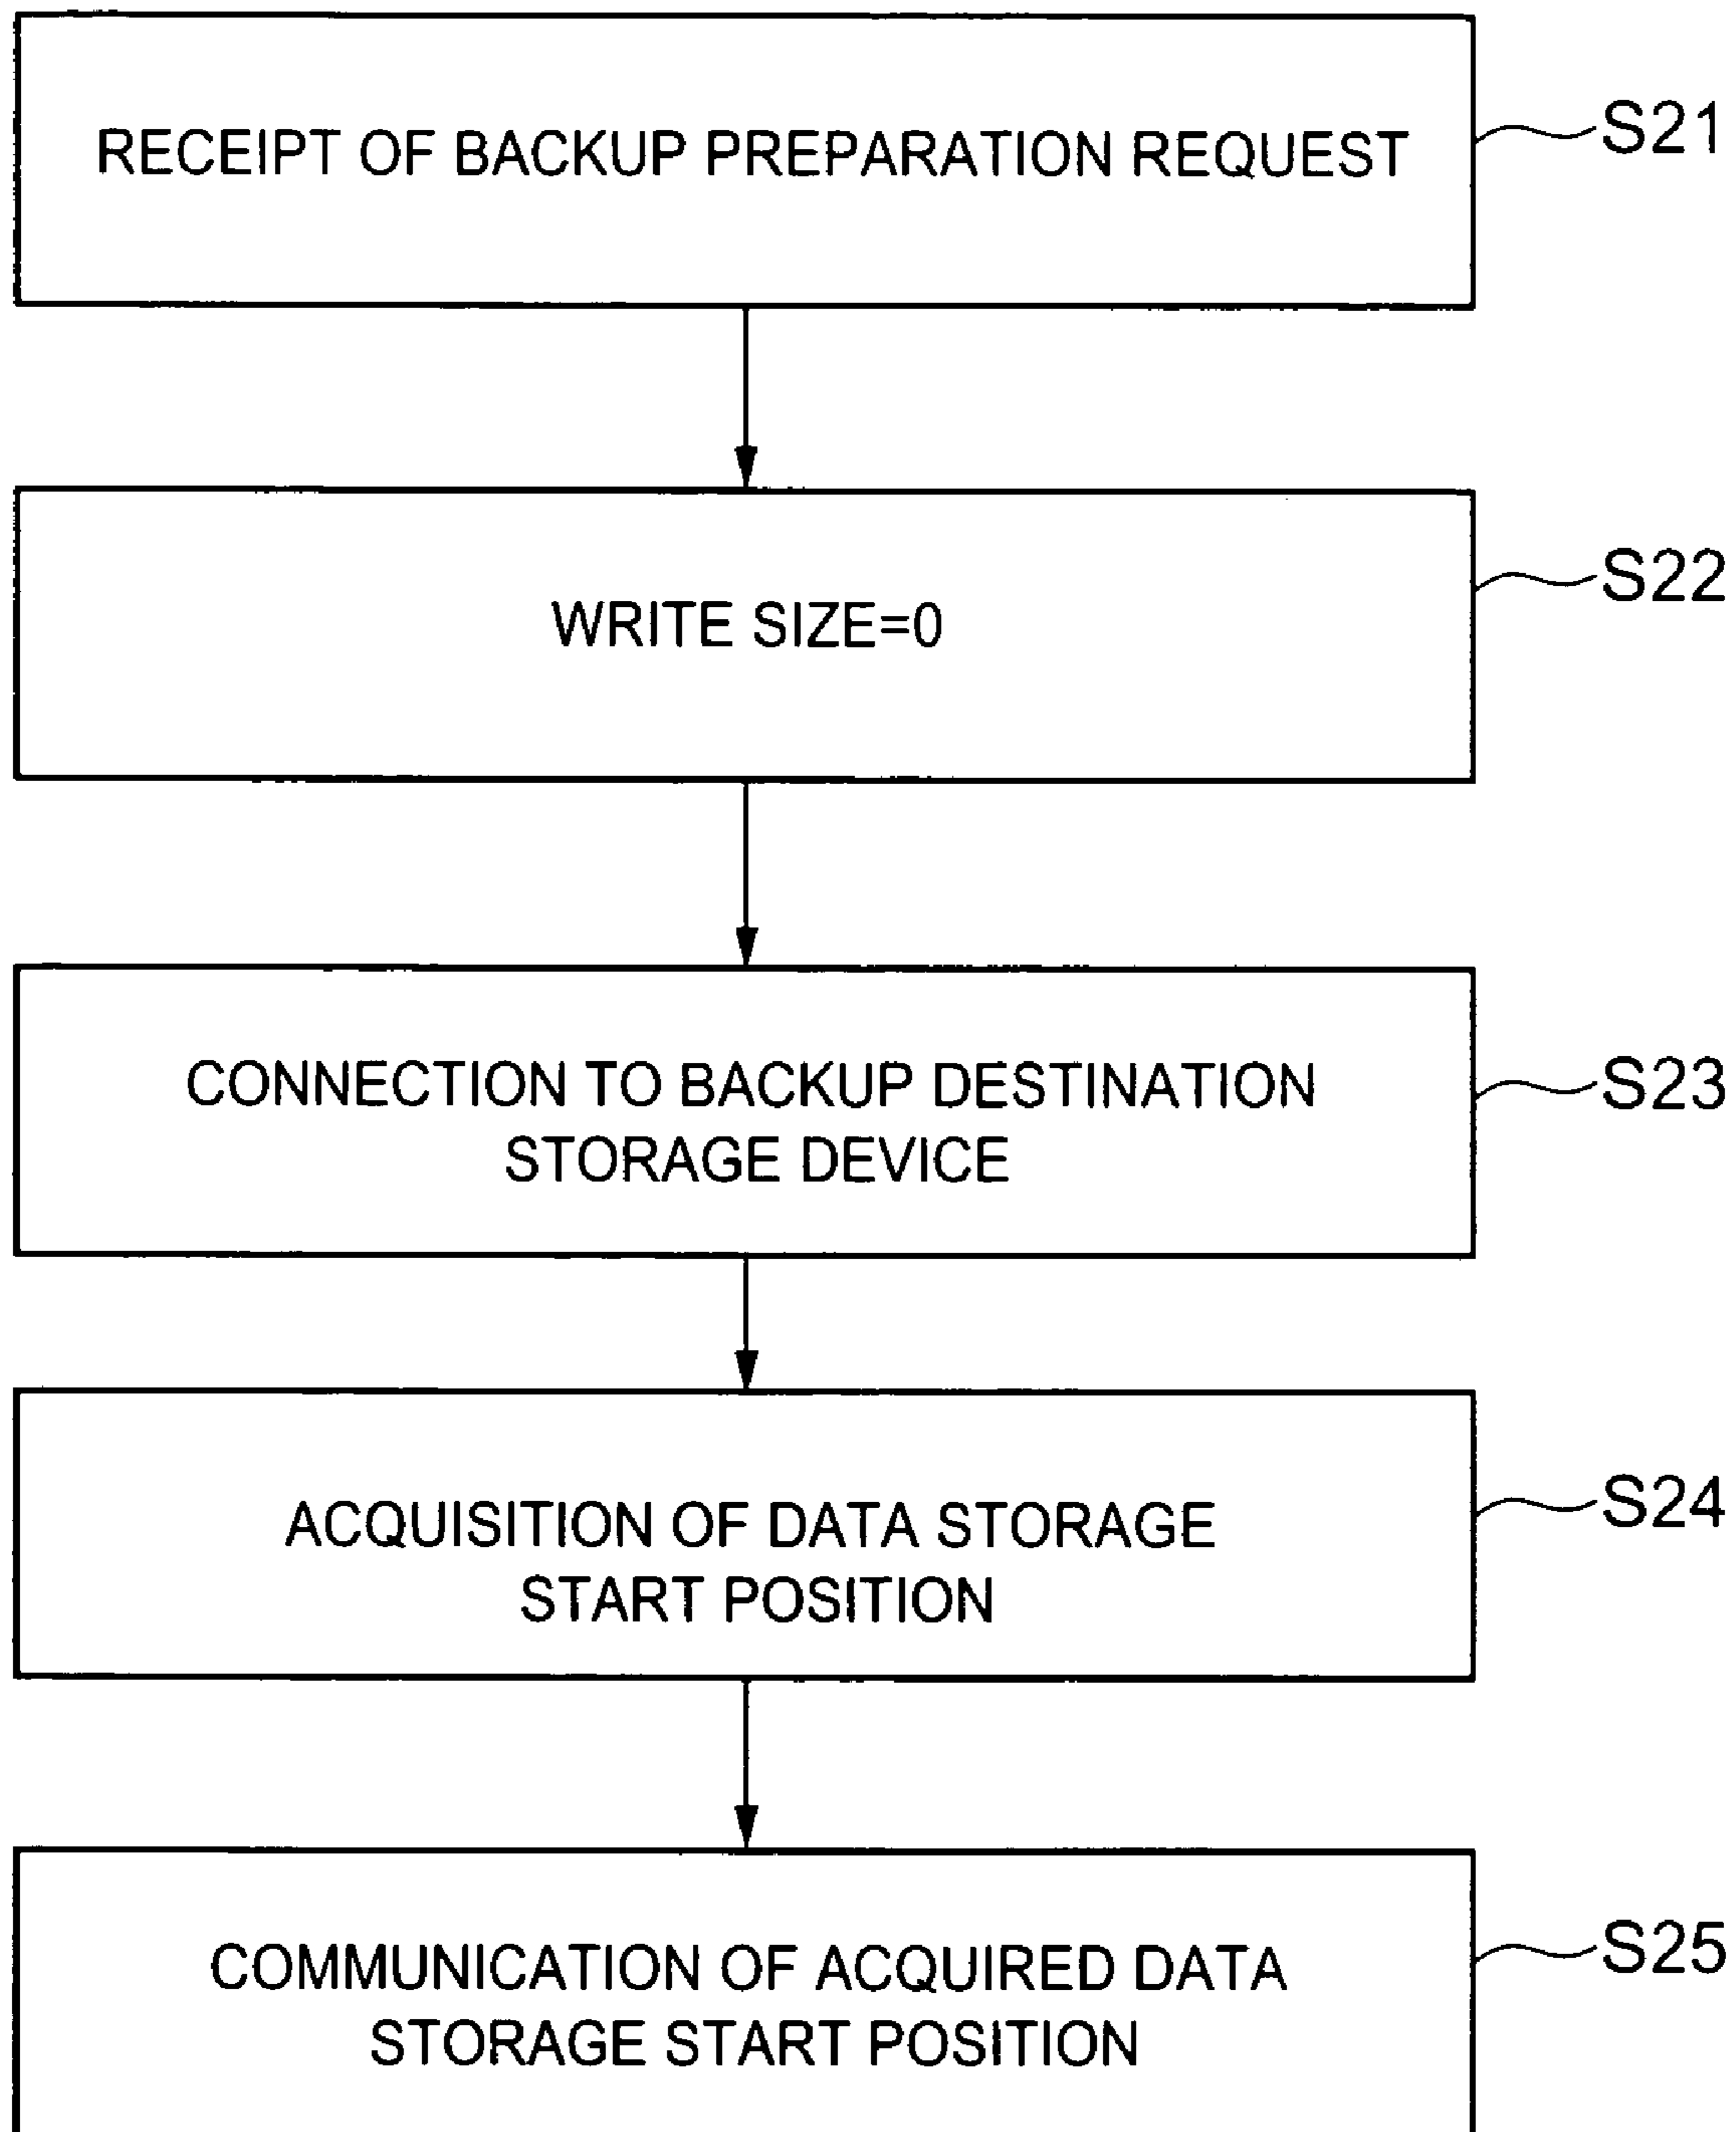 RECEIPT OF BACKUP PREPARATION REQUEST
S21
WRITE SIZE=0
S22
CONNECTION TO BACKUP DESTINATION
STORAGE DEVICE
S23
ACQUISITION OF DATA STORAGE
START POSITION
S24
COMMUNICATION OF ACQUIRED DATA
STORAGE START POSITION
S25